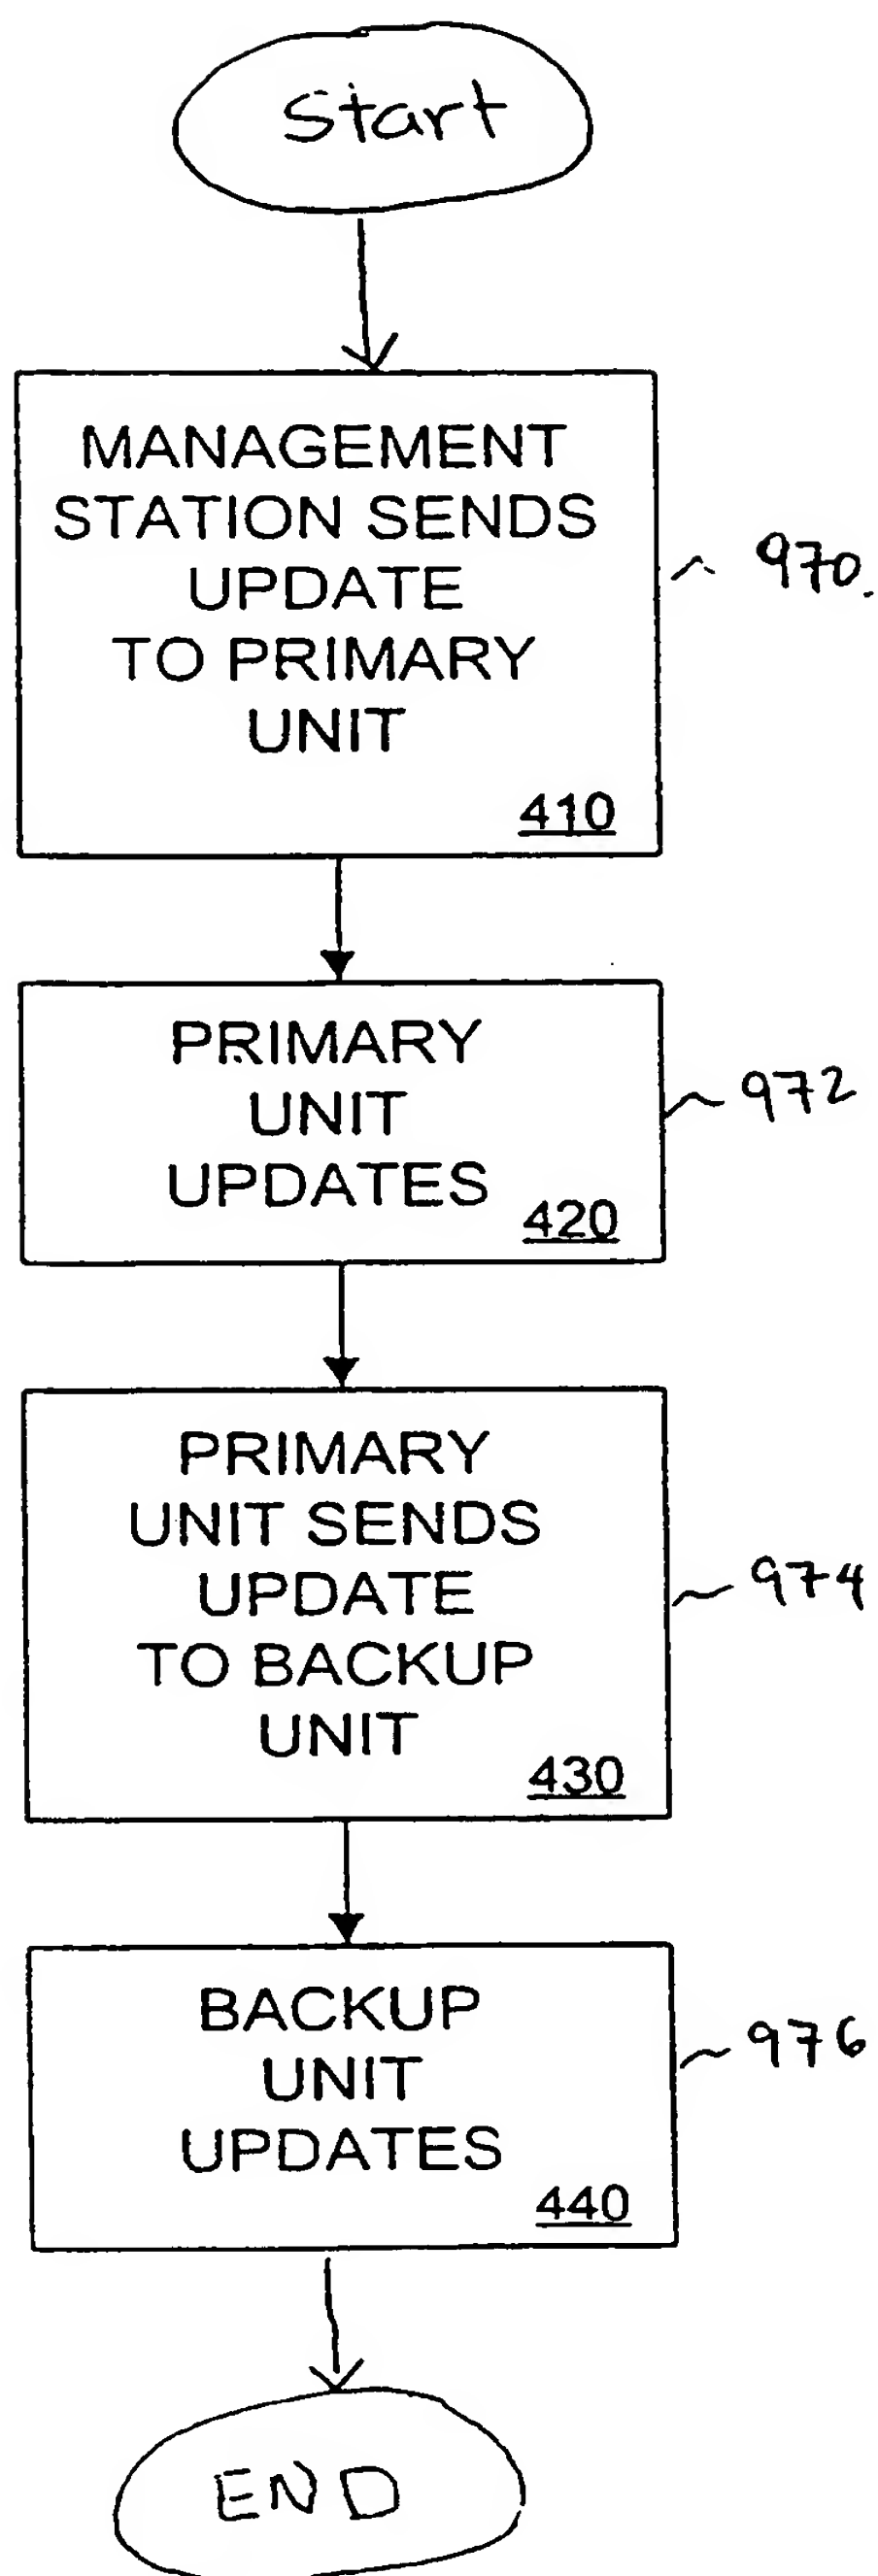 Start
MANAGEMENT
STATION SENDS
UPDATE
TO PRIMARY
UNIT
410
970.
PRIMARY
UNIT
UPDATES
420
972
PRIMARY
UNIT SENDS
UPDATE
TO BACKUP
UNIT
430
974
BACKUP
UNIT
UPDATES
440
976
END